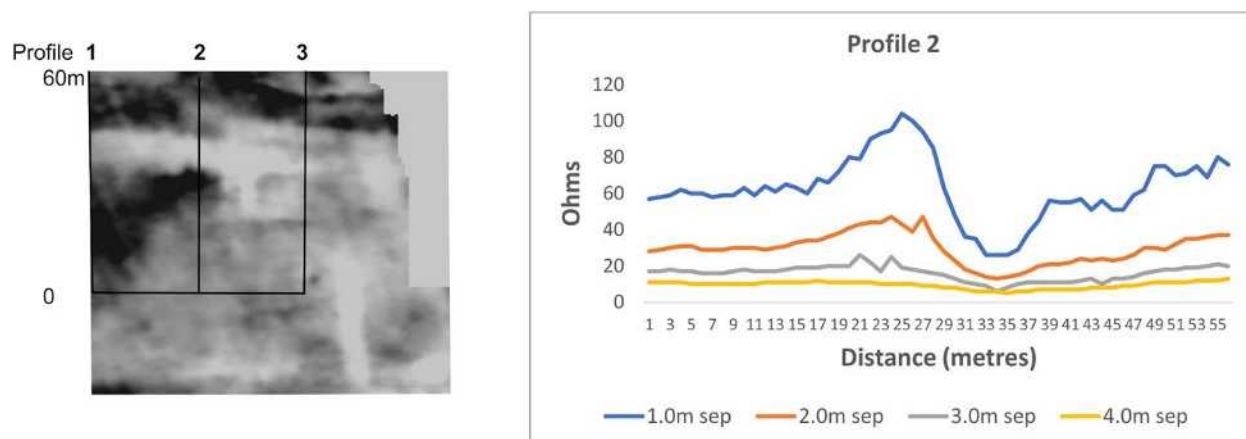 Profile 1 2 3
60m
0
Profile 2
120
100
80
60
40
20
0
Ohms
1 3 5 7 9 11 13 15 17 19 21 23 25 27 29 31 33 35 37 39 41 43 45 47 49 51 53 55
Distance (metres)
1.0m sep 2.0m sep 3.0m sep 4.0m sep